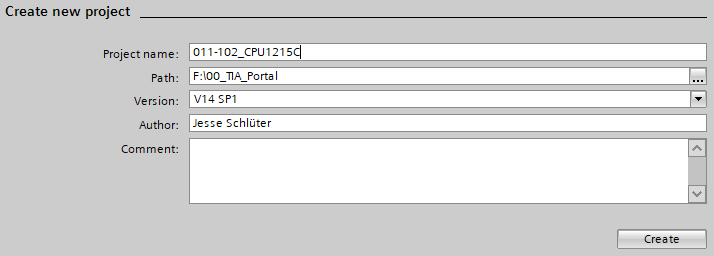 Create new project
Project name: 011-102_CPU1215C
Path: F:\00_TIA_Portal ...
Version: V14 SP1
Author: Jesse Schlüter
Comment:
Create